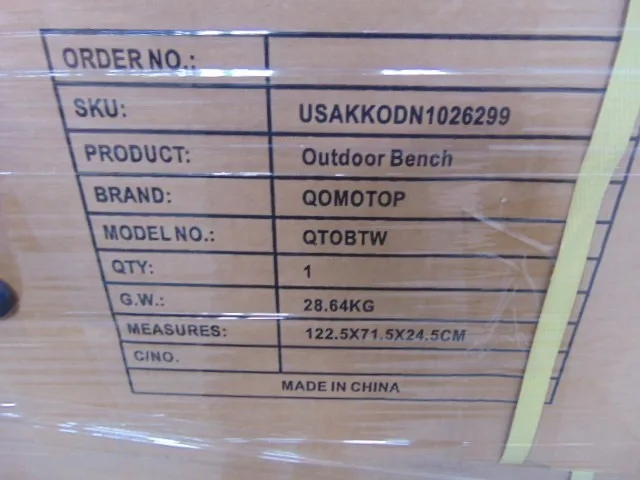 ORDER NO.:
SKU: USAKKODN1026299
PRODUCT: Outdoor Bench
BRAND: QOMOTOP
MODEL NO.: QTOBTW
QTY: 1
G.W.: 28.64KG
MEASURES: 122.5X71.5X24.5CM
C/NO.
MADE IN CHINA